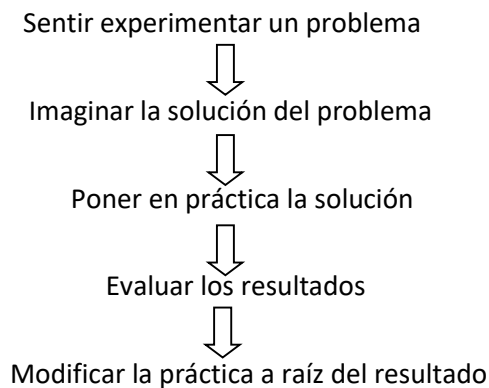 Sentir experimentar un problema
Imaginar la solución del problema
Poner en práctica la solución
Evaluar los resultados
Modificar la práctica a raíz del resultado